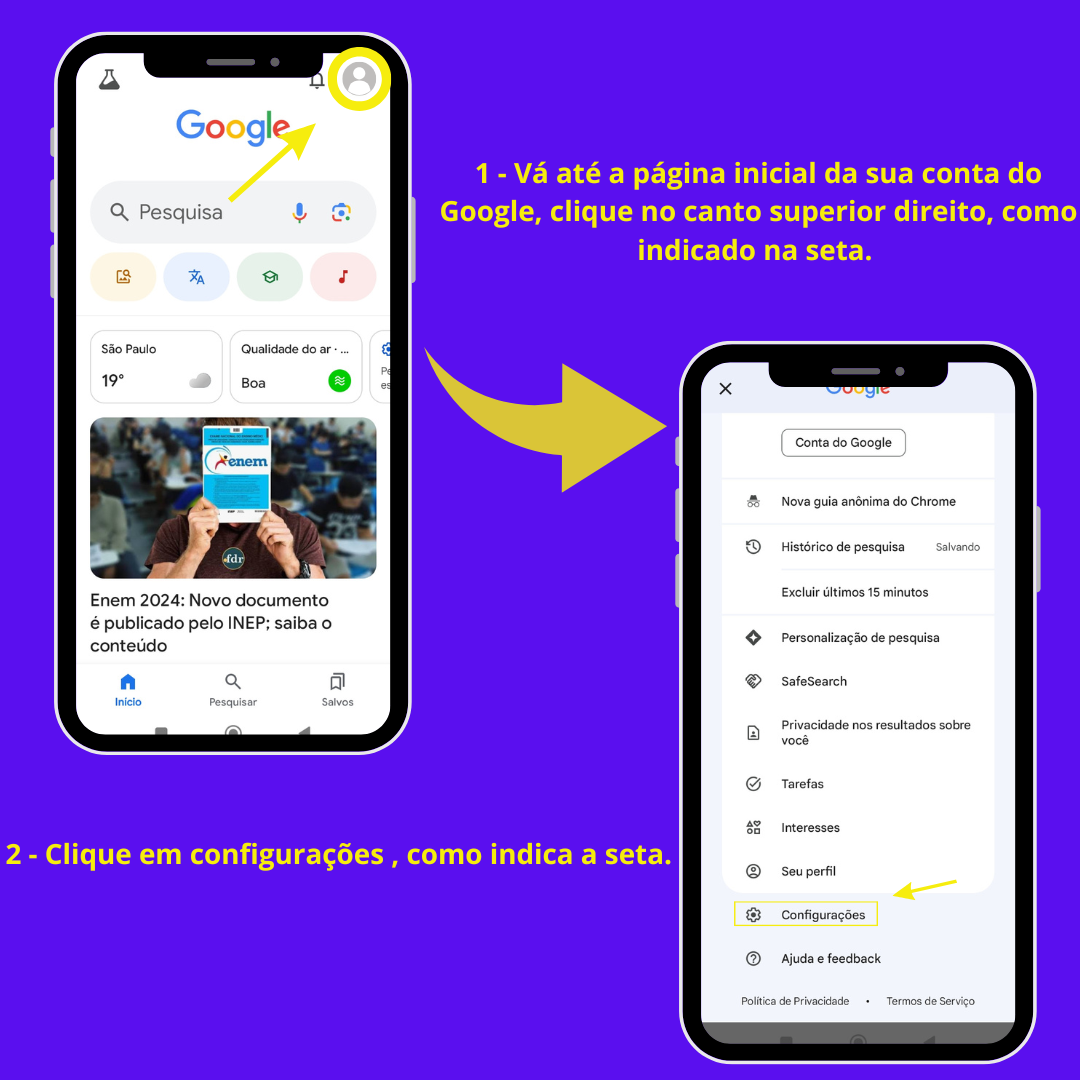 Google
Pesquisa
São Paulo
Qualidade do ar · ...
19°
Boa
enem
fdr
Enem 2024: Novo documento
é publicado pelo INEP; saiba o
conteúdo
Início
Pesquisar
Salvos
1 - Vá até a página inicial da sua conta do
Google, clique no canto superior direito, como
indicado na seta.
Google
Conta do Google
Nova guia anônima do Chrome
Histórico de pesquisa Salvando
Excluir últimos 15 minutos
Personalização de pesquisa
SafeSearch
Privacidade nos resultados sobre
você
Tarefas
Interesses
Seu perfil
Configurações
Ajuda e feedback
Política de Privacidade • Termos de Serviço
2 - Clique em configurações , como indica a seta.